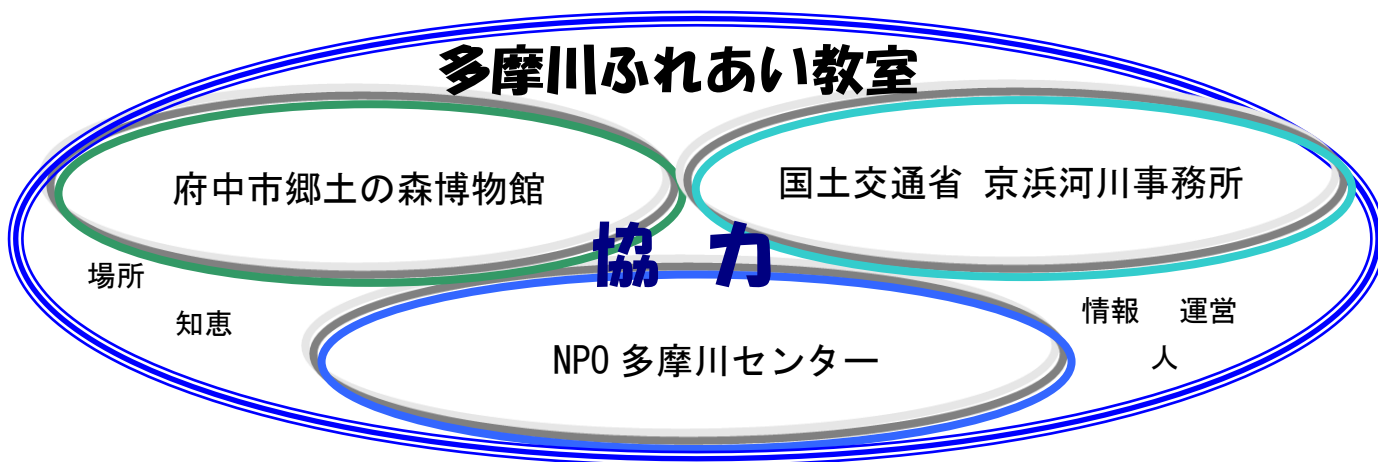 多摩川ふれあい教室
府中市郷土の森博物館
国土交通省 京浜河川事務所
協力
場所
知恵
情報 運営
人
NPO 多摩川センター